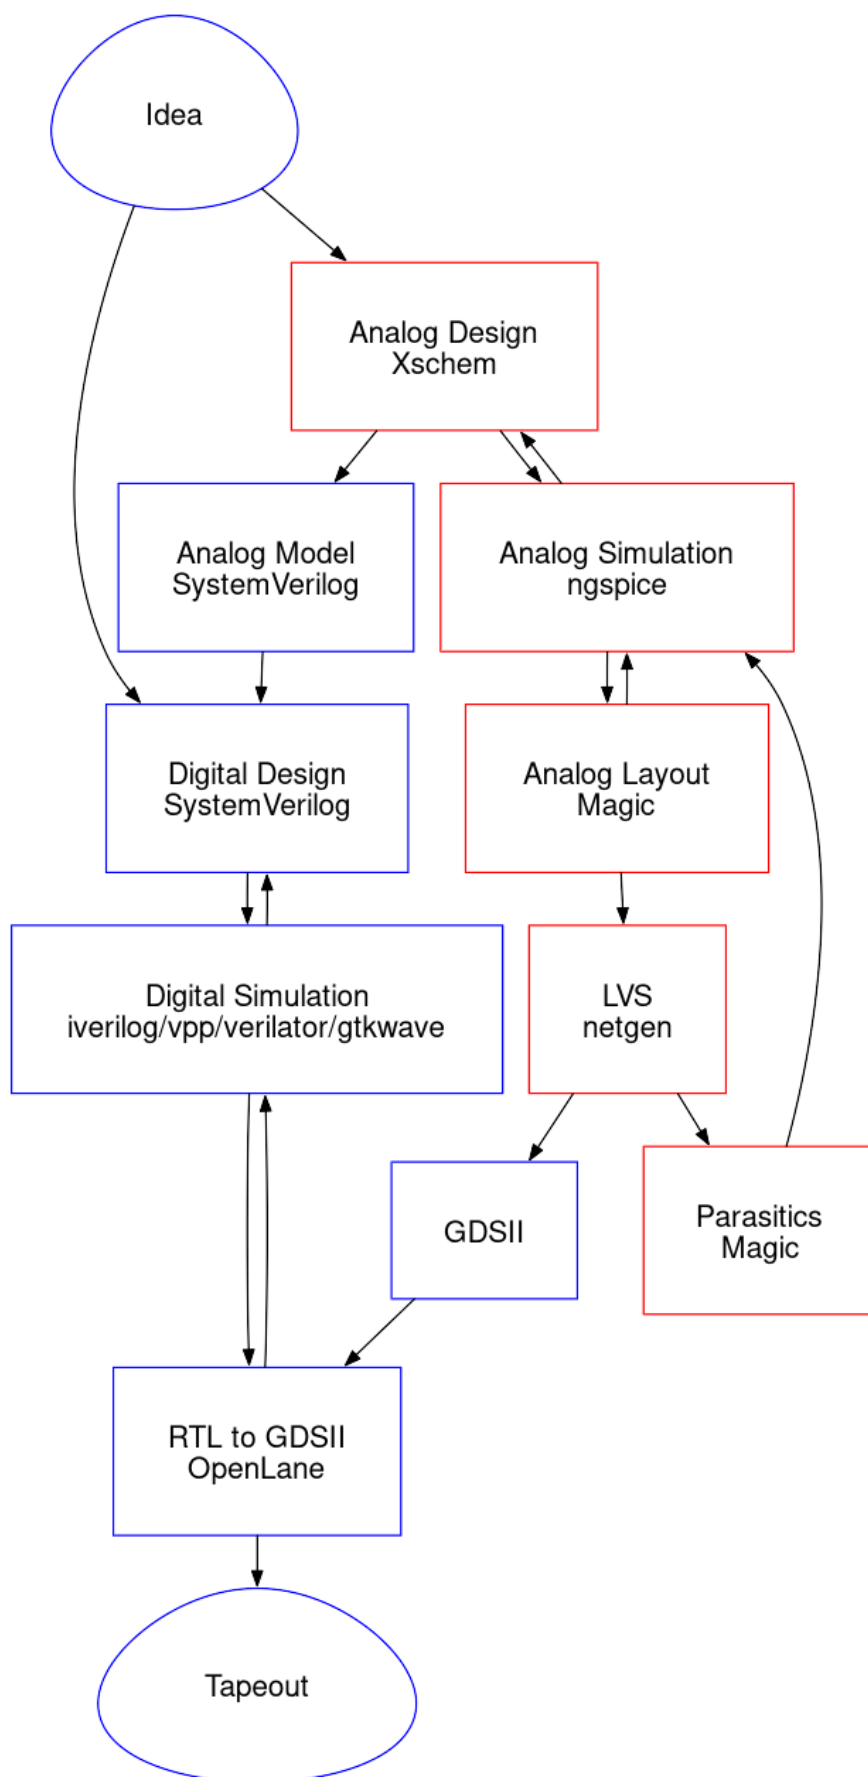 Idea
Analog Design
Xschem
Analog Model
SystemVerilog
Analog Simulation
ngspice
Digital Design
SystemVerilog
Analog Layout
Magic
Digital Simulation
iverilog/vpp/verilator/gtkwave
LVS
netgen
GDSII
Parasitics
Magic
RTL to GDSII
OpenLane
Tapeout